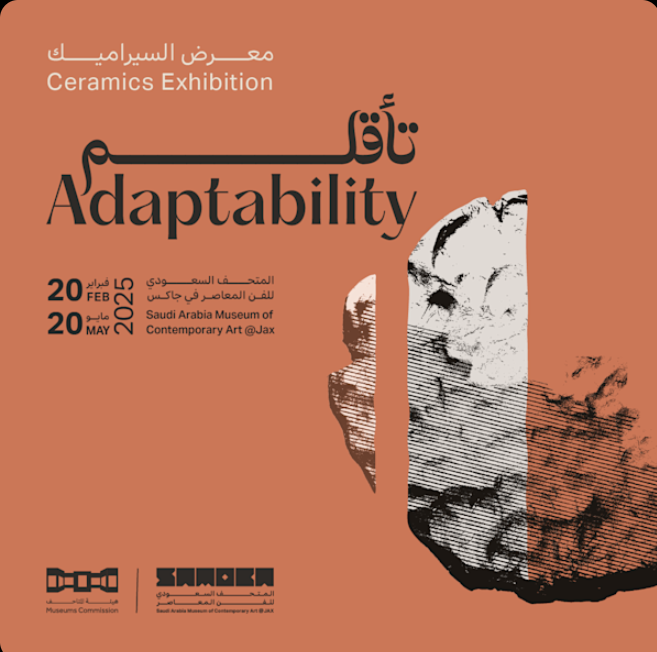 معرض السيراميك
Ceramics Exhibition
تأقلم
Adaptability
20 فبراير FEB
20 مايو MAY
2025
المتحف السعودي
للفن المعاصر في جاكس
Saudi Arabia Museum of
Contemporary Art @Jax
هيئة المتاحف
Museums Commission
SAMOCA
المتحف السعودي
للفن المعاصر
Saudi Arabia Museum of Contemporary Art @JAX